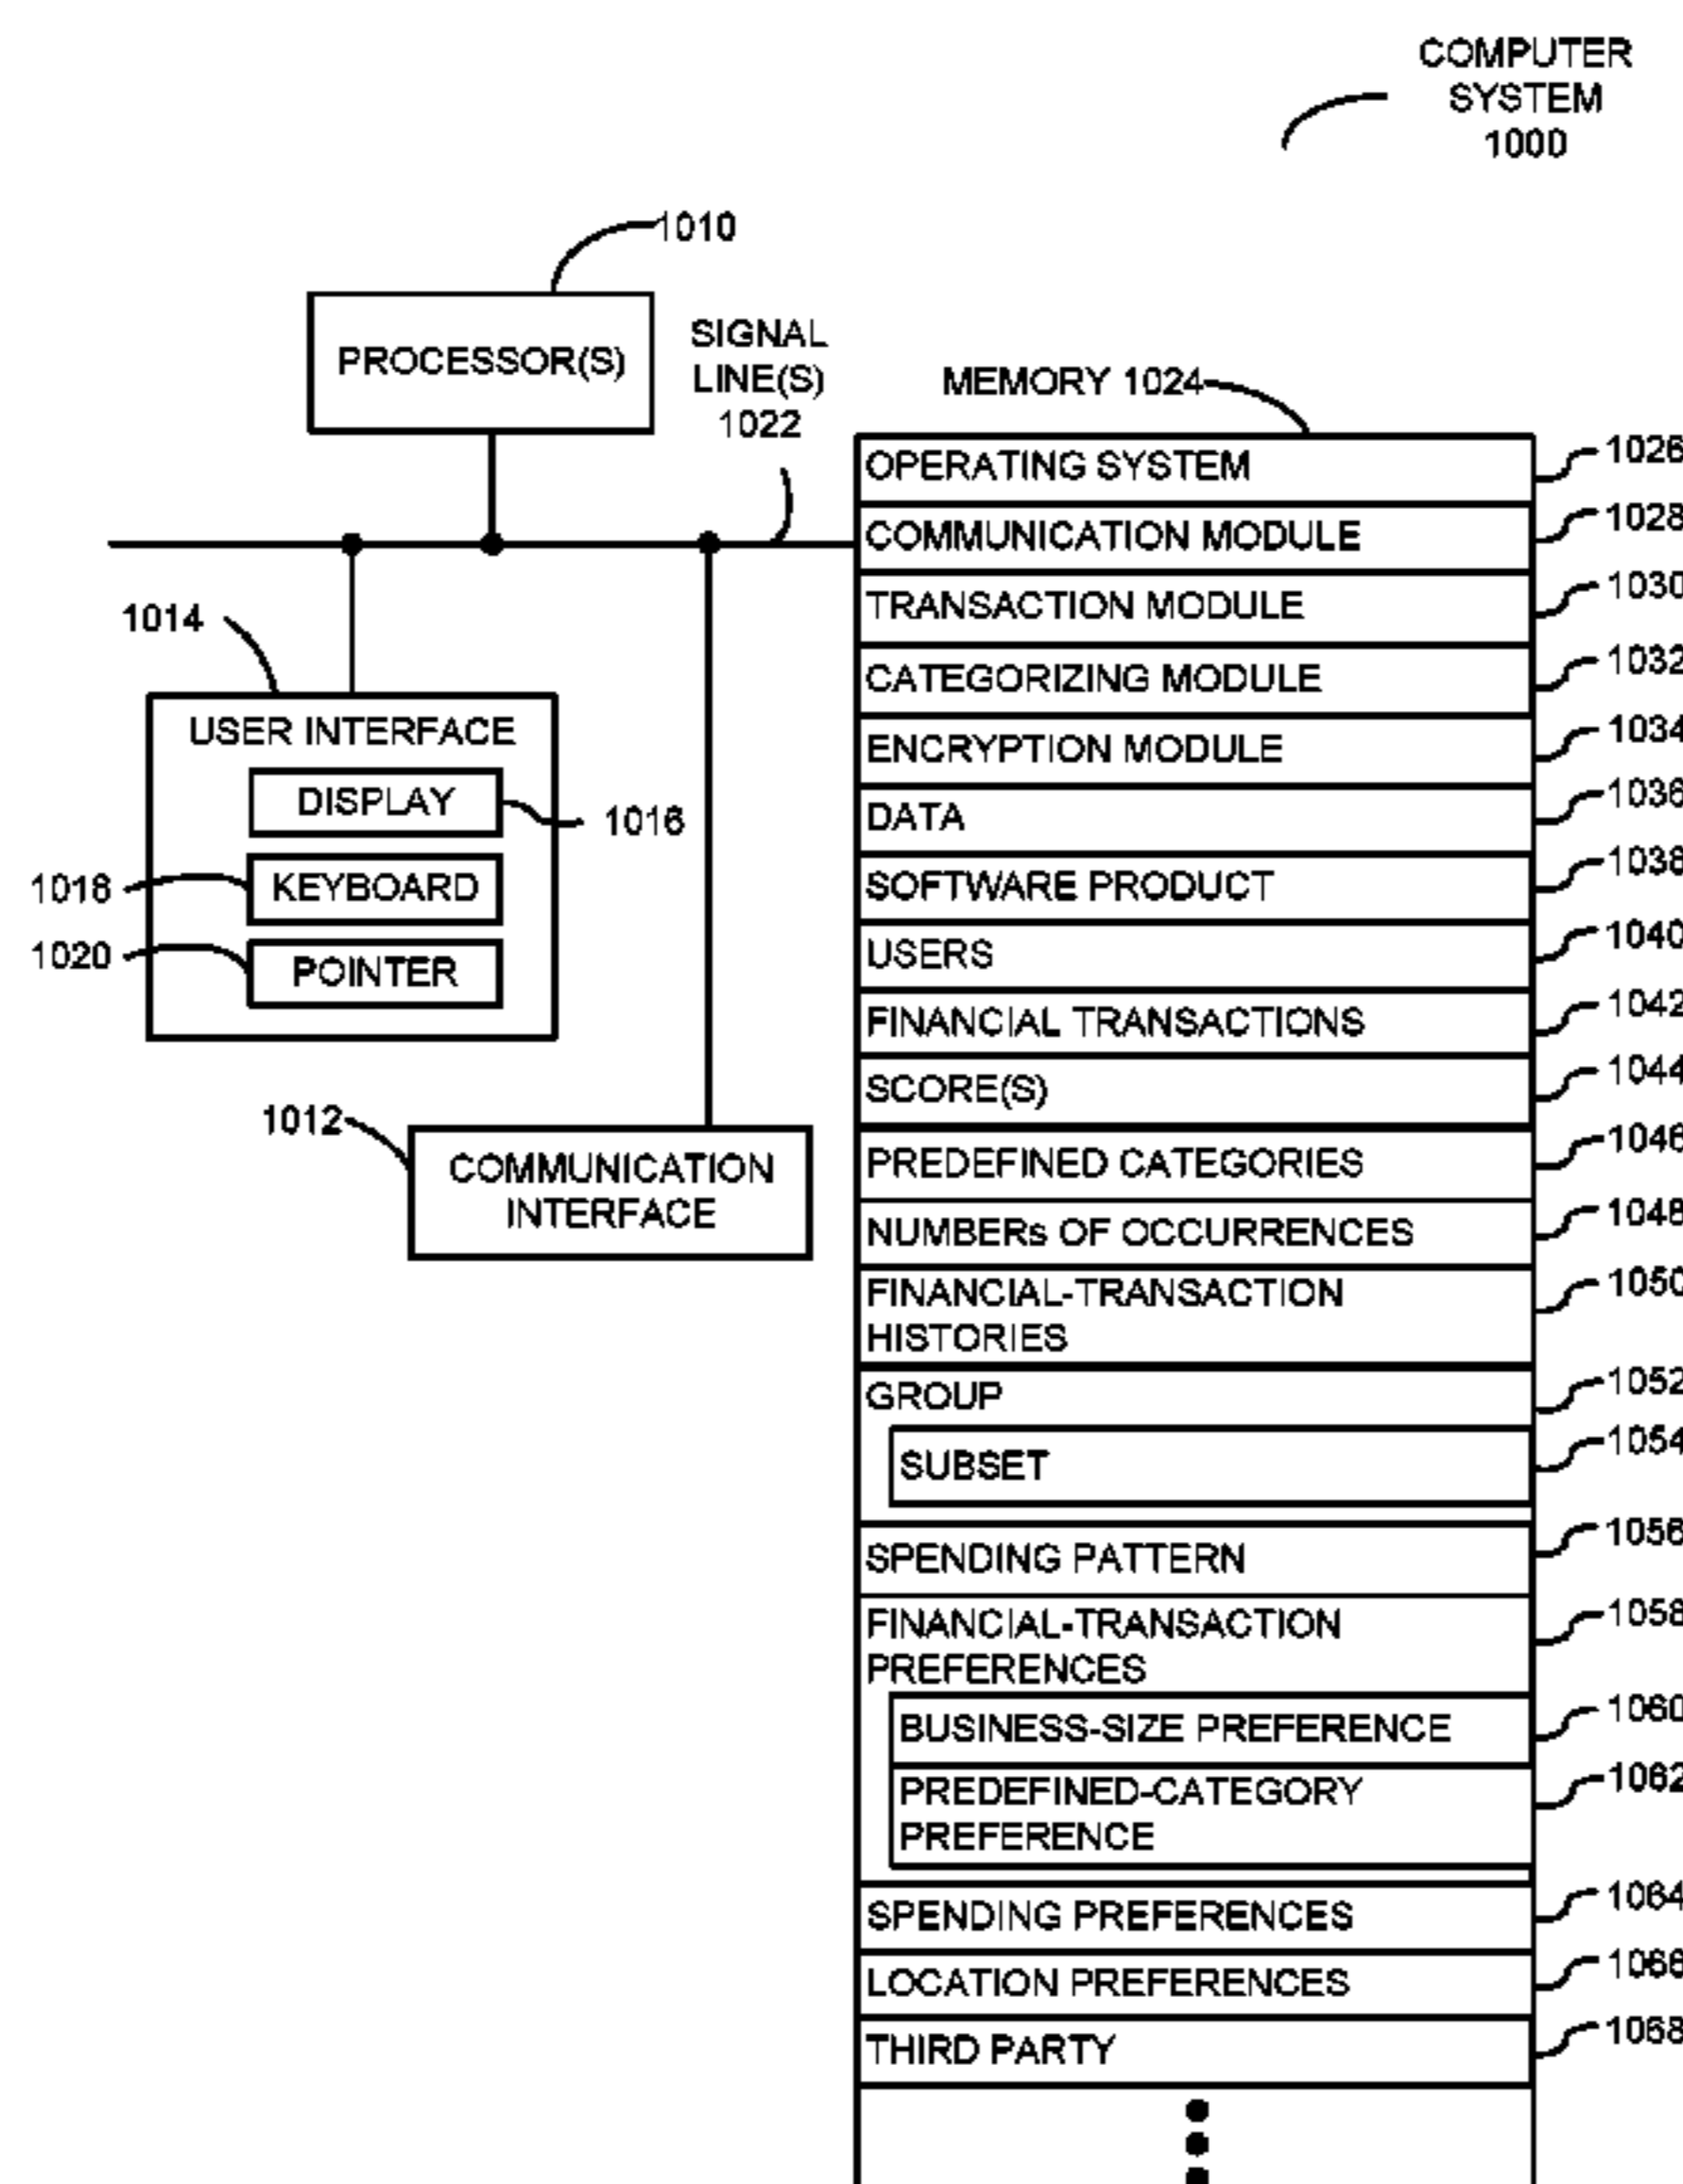 COMPUTER
SYSTEM
1000
1010
PROCESSOR(S)
SIGNAL
LINE(S)
1022
MEMORY 1024
OPERATING SYSTEM
1026
COMMUNICATION MODULE
1028
TRANSACTION MODULE
1030
1014
CATEGORIZING MODULE
1032
USER INTERFACE
ENCRYPTION MODULE
1034
DISPLAY
1016
DATA
1036
1018
KEYBOARD
SOFTWARE PRODUCT
1038
1020
POINTER
USERS
1040
FINANCIAL TRANSACTIONS
1042
SCORE(S)
1044
1012
COMMUNICATION
INTERFACE
PREDEFINED CATEGORIES
1046
NUMBERs OF OCCURRENCES
1048
FINANCIAL-TRANSACTION
HISTORIES
1050
GROUP
1052
SUBSET
1054
SPENDING PATTERN
1056
FINANCIAL-TRANSACTION
PREFERENCES
1058
BUSINESS-SIZE PREFERENCE
1060
PREDEFINED-CATEGORY
PREFERENCE
1062
SPENDING PREFERENCES
1064
LOCATION PREFERENCES
1066
THIRD PARTY
1068